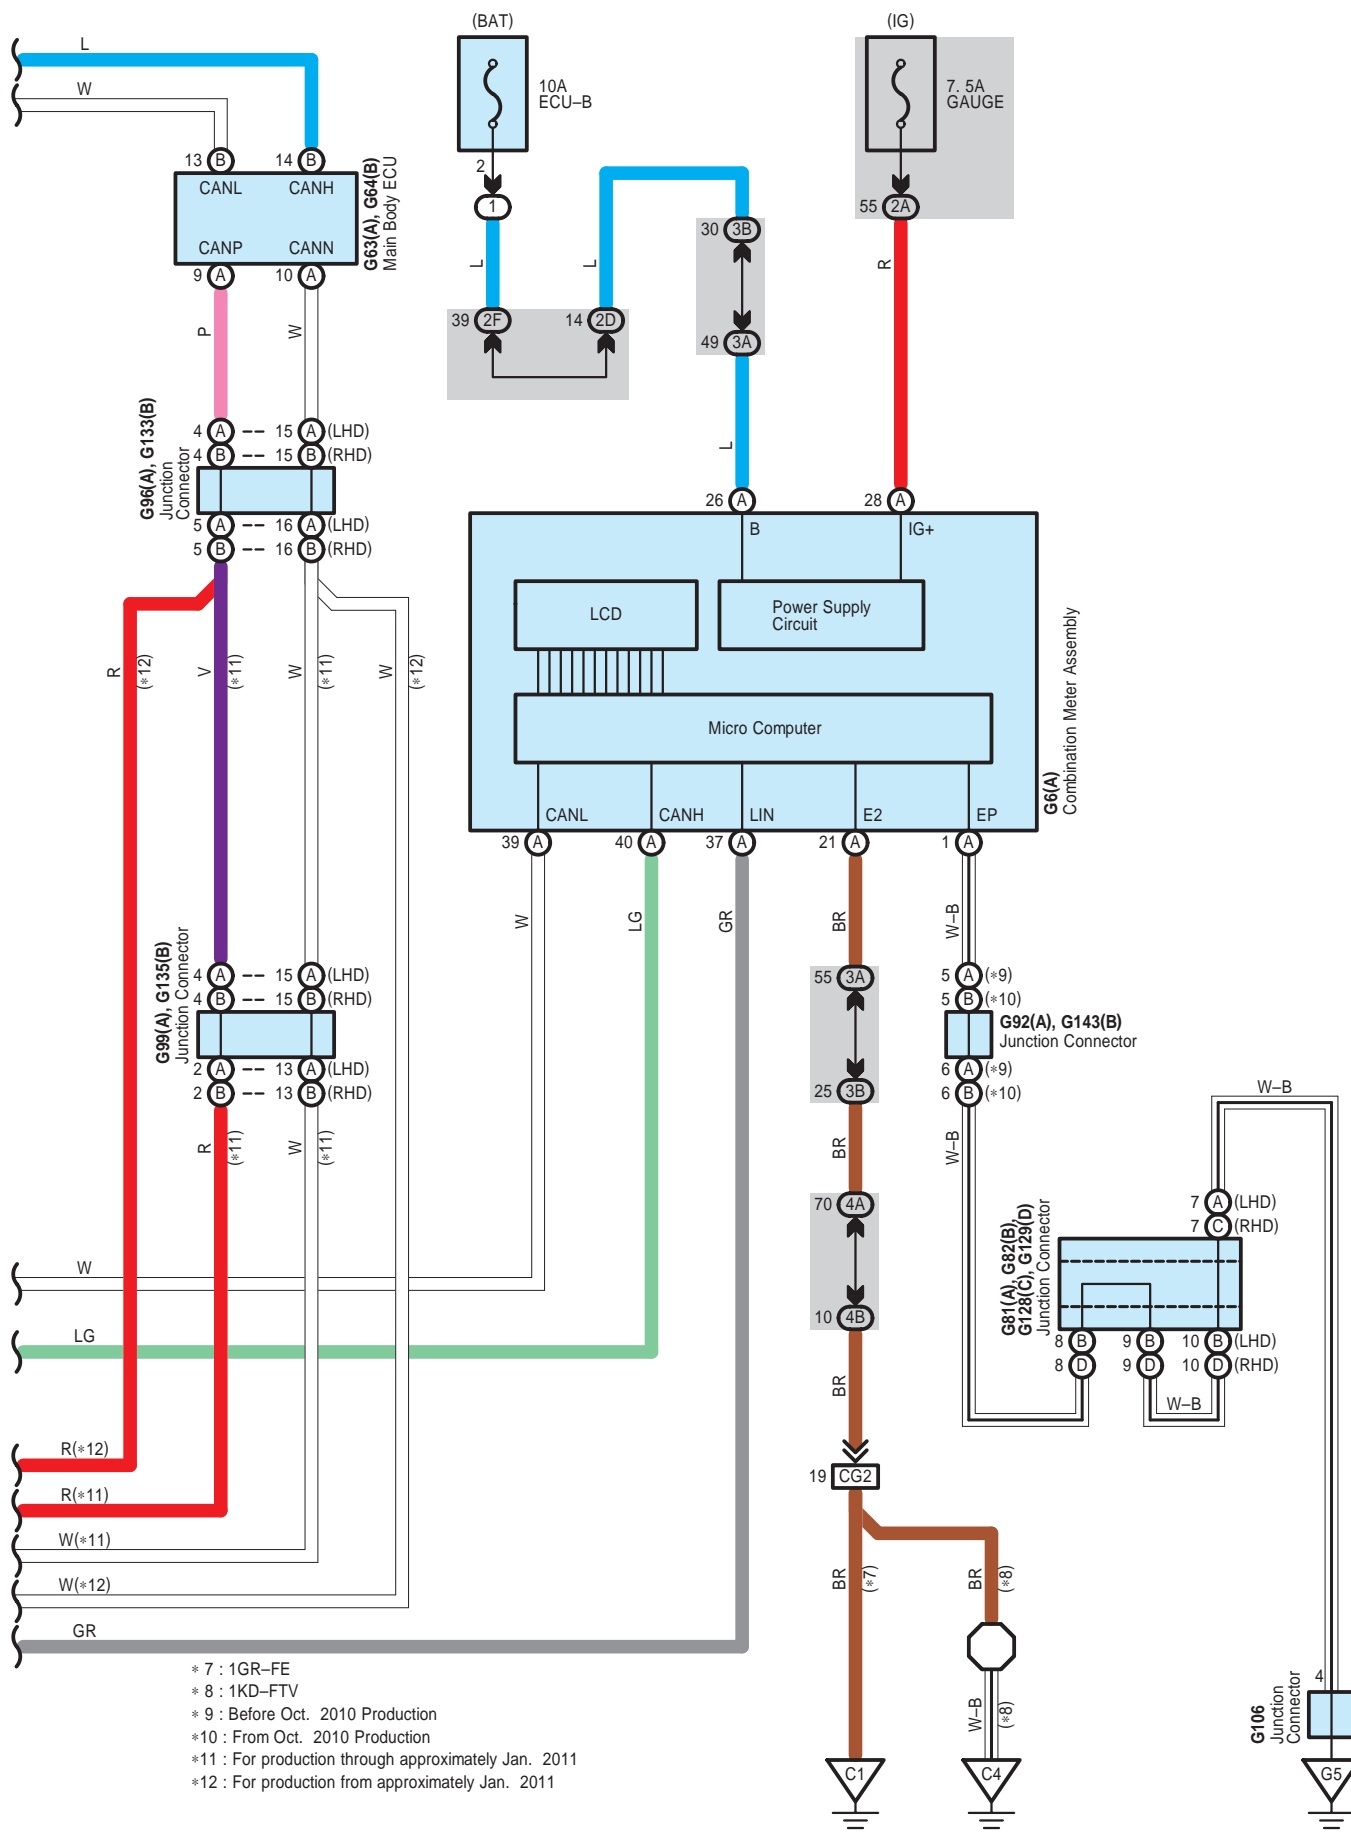 (BAT)
(IG)
L
W
10A
ECU–B
7. 5A
GAUGE
2
1
55 2A
13 B
14 B
CANL CANH
CANP CANN
G63(A), G64(B)
Main Body ECU
9 A
10 A
30 3B
49 3A
L
L
R
39 2F
14 2D
P
W
L
4 A –– 15 A (LHD)
4 B –– 15 B (RHD)
G96(A), G133(B)
Junction
Connector
5 A –– 16 A (LHD)
5 B –– 16 B (RHD)
26 A
28 A
B
IG+
LCD
Power Supply
Circuit
Micro Computer
G6(A)
Combination Meter Assembly
R
(*12)
V
(*11)
W
(*11)
W
(*12)
CANL
CANH
LIN
E2
EP
39 A
40 A
37 A
21 A
1 A
W
LG
GR
BR
W–B
4 A –– 15 A (LHD)
4 B –– 15 B (RHD)
G99(A), G135(B)
Junction Connector
2 A –– 13 A (LHD)
2 B –– 13 B (RHD)
55 3A
25 3B
5 A (*9)
5 B (*10)
G92(A), G143(B)
Junction Connector
6 A (*9)
6 B (*10)
R
(*11)
W
(*11)
BR
W–B
W–B
70 4A
10 4B
7 A (LHD)
7 C (RHD)
G81(A), G82(B),
G128(C), G129(D)
Junction Connector
8 B
9 B
10 B (LHD)
8 D
9 D
10 D (RHD)
W–B
W
LG
BR
R(*12)
R(*11)
W(*11)
W(*12)
GR
19 CG2
BR
(*7)
BR
(*8)
W–B
(*8)
4
G106
Junction
Connector
C1
C4
G5
* 7 : 1GR–FE
* 8 : 1KD–FTV
* 9 : Before Oct. 2010 Production
*10 : From Oct. 2010 Production
*11 : For production through approximately Jan. 2011
*12 : For production from approximately Jan. 2011